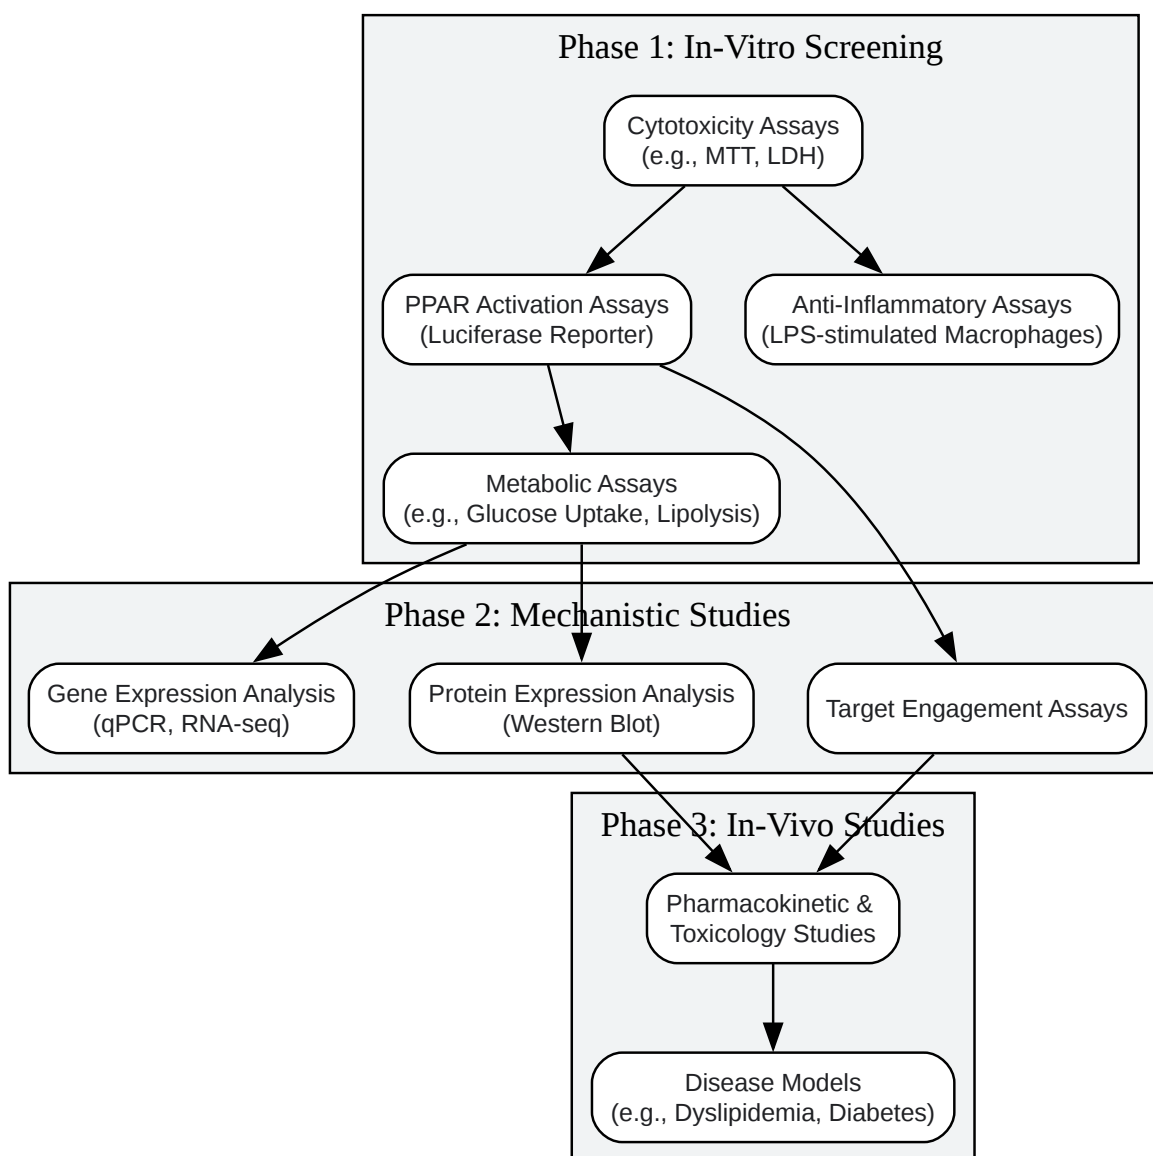 Phase 1: In-Vitro Screening
Cytotoxicity Assays
(e.g., MTT, LDH)
PPAR Activation Assays
(Luciferase Reporter)
Anti-Inflammatory Assays
(LPS-stimulated Macrophages)
Metabolic Assays
(e.g., Glucose Uptake, Lipolysis)
Phase 2: Mechanistic Studies
Gene Expression Analysis
(qPCR, RNA-seq)
Protein Expression Analysis
(Western Blot)
Target Engagement Assays
Phase 3: In-Vivo Studies
Pharmacokinetic &
Toxicology Studies
Disease Models
(e.g., Dyslipidemia, Diabetes)